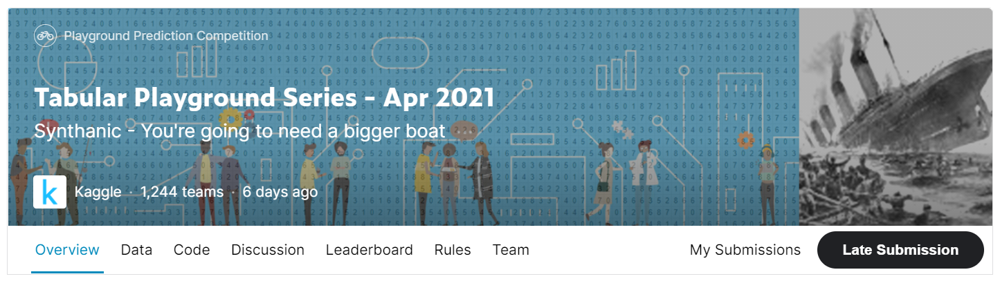 Playground Prediction Competition
Tabular Playground Series - Apr 2021
Synthanic - You're going to need a bigger boat
k Kaggle · 1,244 teams · 6 days ago
Overview Data Code Discussion Leaderboard Rules Team My Submissions Late Submission